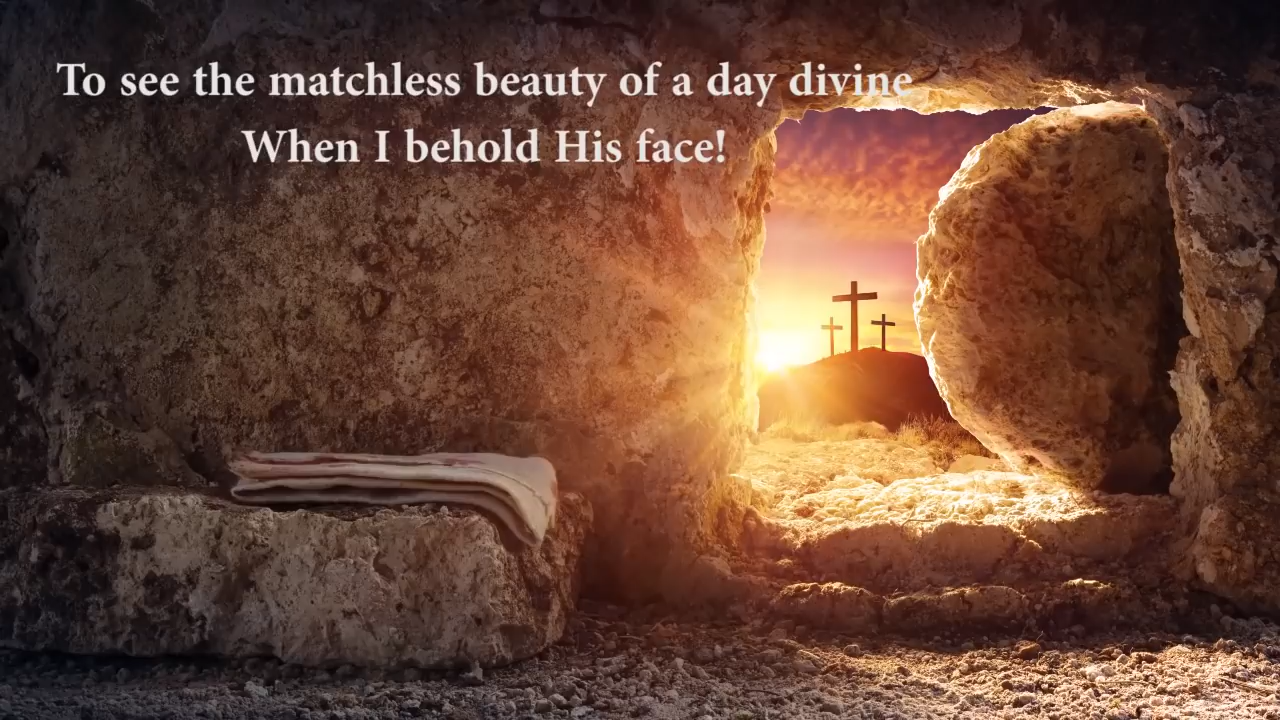 To see the matchless beauty of a day divine
When I behold His face!